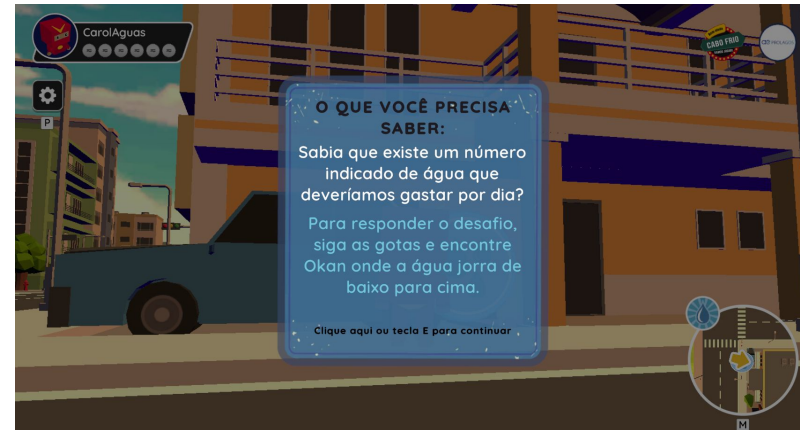 CarolAguas
P
CABO FRIO
PROLAGOS
O QUE VOCÊ PRECISA
SABER:
Sabia que existe um número
indicado de água que
deveríamos gastar por dia?
Para responder o desafio,
siga as gotas e encontre
Okan onde a água jorra de
baixo para cima.
Clique aqui ou tecla E para continuar
M